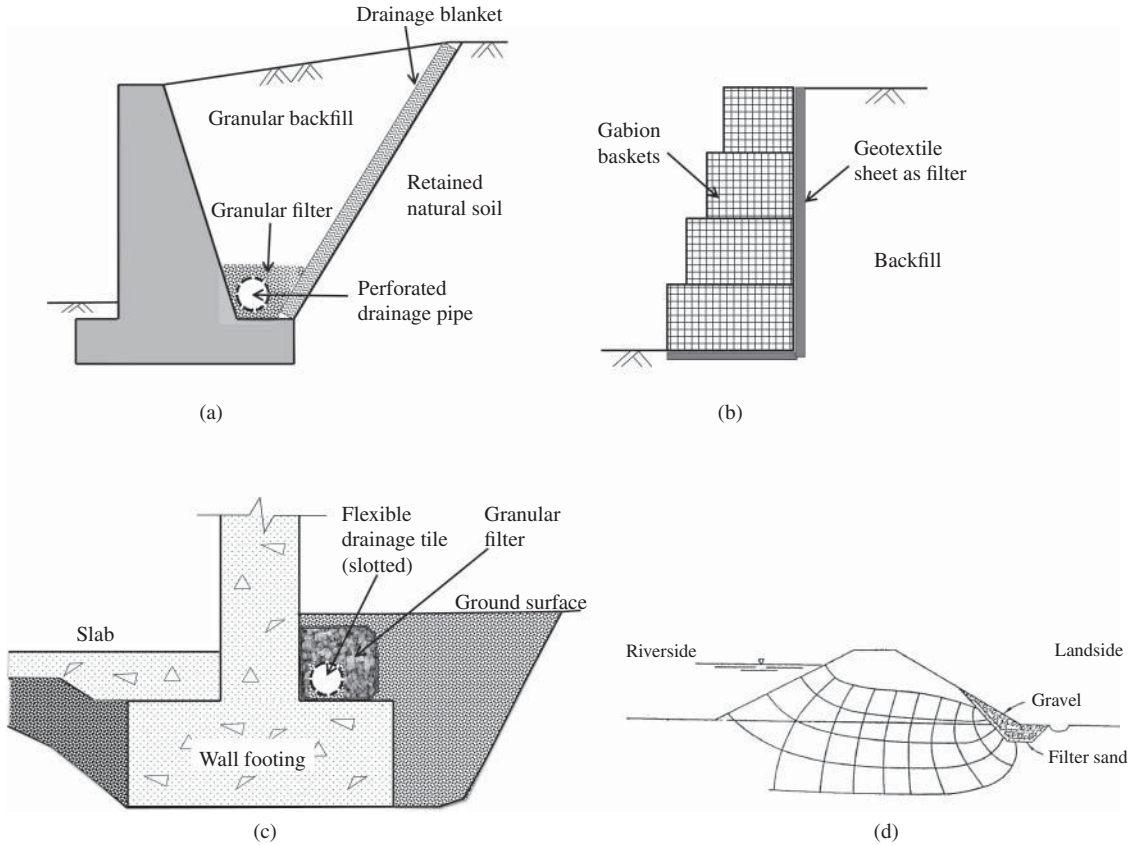 Drainage blanket
Granular backfill
Retained
natural soil
Granular filter
Perforated
drainage pipe
(a)
Gabion
baskets
Geotextile
sheet as filter
Backfill
(b)
Flexible
drainage tile
(slotted)
Granular
filter
Ground surface
Slab
Wall footing
(c)
Riverside
Landside
Gravel
Filter sand
(d)